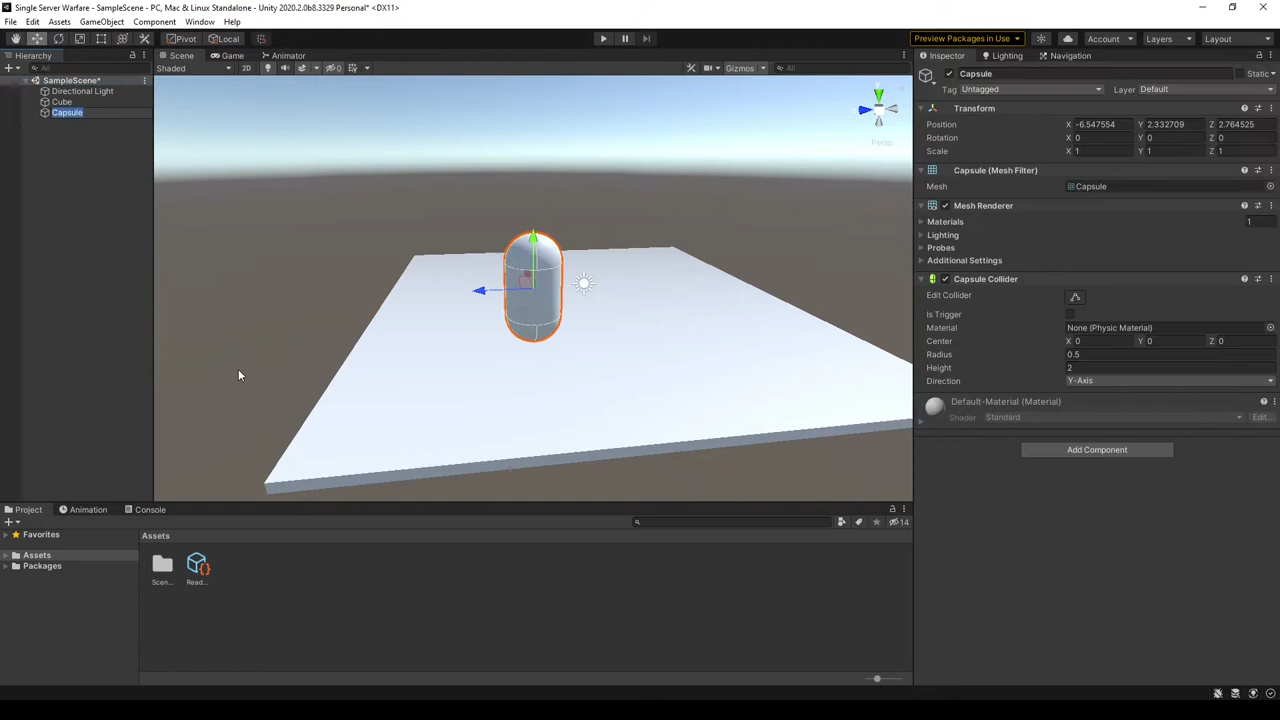 Single Server Warfare - SampleScene - PC, Mac & Linux Standalone - Unity 2020.2.0b8.3329 Personal* <DX11>
File Edit Assets GameObject Component Window Help
Pivot Local Preview Packages in Use Account Layers Layout
Hierarchy Scene Game Animator Inspector Lighting Navigation
All Shaded 2D 0 Gizmos All
SampleScene*
Directional Light
Cube
Capsule
y
Persp
Capsule Static
Tag Untagged Layer Default
Transform
Position X -6.547554 Y 2.332709 Z 2.764525
Rotation X 0 Y 0 Z 0
Scale X 1 Y 1 Z 1
Capsule (Mesh Filter)
Mesh Capsule
Mesh Renderer
Materials 1
Lighting
Probes
Additional Settings
Capsule Collider
Edit Collider
Is Trigger
Material None (Physic Material)
Center X 0 Y 0 Z 0
Radius 0.5
Height 2
Direction Y-Axis
Default-Material (Material)
Shader Standard Edit...
Add Component
Project Animation Console
14
Favorites
Assets
Packages
Assets
Scen...
Read...